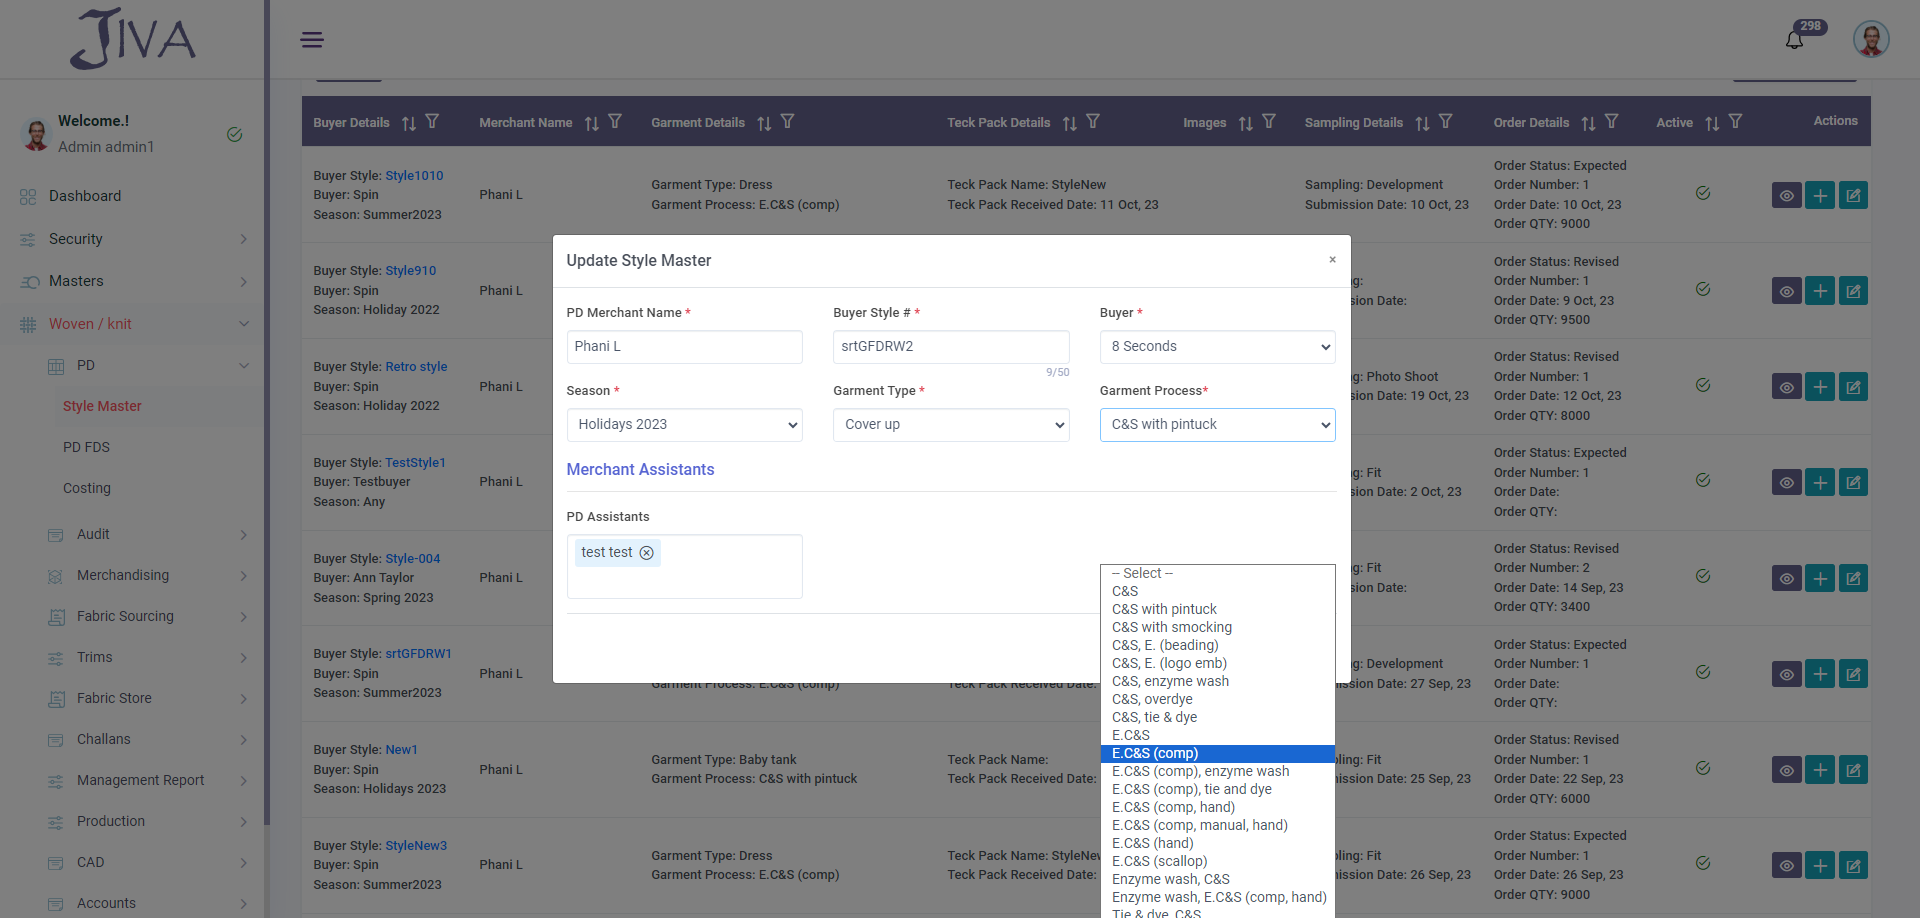 JIVA
298
Welcome.!
Admin admin1
Dashboard
Security
Masters
Woven / knit
PD
Style Master
PD FDS
Costing
Audit
Merchandising
Fabric Sourcing
Trims
Fabric Store
Challans
Management Report
Production
CAD
Accounts
Buyer Details Merchant Name Garment Details Teck Pack Details Images Sampling Details Order Details Active Actions
Buyer Style: Style1010
Buyer: Spin
Season: Summer2023
Phani L
Garment Type: Dress
Garment Process: E.C&S (comp)
Teck Pack Name: StyleNew
Teck Pack Received Date: 11 Oct, 23
Sampling: Development
Submission Date: 10 Oct, 23
Order Status: Expected
Order Number: 1
Order Date: 10 Oct, 23
Order QTY: 9000
Buyer Style: Style910
Buyer: Spin
Season: Holiday 2022
Phani L
g:
sion Date:
Order Status: Revised
Order Number: 1
Order Date: 9 Oct, 23
Order QTY: 9500
Buyer Style: Retro style
Buyer: Spin
Season: Holiday 2022
Phani L
g: Photo Shoot
sion Date: 19 Oct, 23
Order Status: Revised
Order Number: 1
Order Date: 12 Oct, 23
Order QTY: 8000
Buyer Style: TestStyle1
Buyer: Testbuyer
Season: Any
Phani L
g: Fit
sion Date: 2 Oct, 23
Order Status: Expected
Order Number: 1
Order Date:
Order QTY:
Buyer Style: Style-004
Buyer: Ann Taylor
Season: Spring 2023
Phani L
g: Fit
sion Date:
Order Status: Revised
Order Number: 2
Order Date: 14 Sep, 23
Order QTY: 3400
Buyer Style: srtGFDRW1
Buyer: Spin
Season: Summer2023
Phani L
Garment Process: E.C&S (comp)
Teck Pack Received Date:
g: Development
ission Date: 27 Sep, 23
Order Status: Expected
Order Number: 1
Order Date:
Order QTY:
Buyer Style: New1
Buyer: Spin
Season: Holidays 2023
Phani L
Garment Type: Baby tank
Garment Process: C&S with pintuck
Teck Pack Name:
Teck Pack Received Date:
ling: Fit
ission Date: 25 Sep, 23
Order Status: Revised
Order Number: 1
Order Date: 22 Sep, 23
Order QTY: 6000
Buyer Style: StyleNew3
Buyer: Spin
Season: Summer2023
Phani L
Garment Type: Dress
Garment Process: E.C&S (comp)
Teck Pack Name: StyleNew
Teck Pack Received Date:
ling: Fit
ission Date: 26 Sep, 23
Order Status: Expected
Order Number: 1
Order Date: 26 Sep, 23
Order QTY: 9000
Update Style Master ×
PD Merchant Name * Buyer Style # * Buyer *
Phani L srtGFDRW2 8 Seconds
9/50
Season * Garment Type * Garment Process*
Holidays 2023 Cover up C&S with pintuck
Merchant Assistants
PD Assistants
test test
-- Select --
C&S
C&S with pintuck
C&S with smocking
C&S, E. (beading)
C&S, E. (logo emb)
C&S, enzyme wash
C&S, overdye
C&S, tie & dye
E.C&S
E.C&S (comp)
E.C&S (comp), enzyme wash
E.C&S (comp), tie and dye
E.C&S (comp, hand)
E.C&S (comp, manual, hand)
E.C&S (hand)
E.C&S (scallop)
Enzyme wash, C&S
Enzyme wash, E.C&S (comp, hand)
Tie & dye, C&S